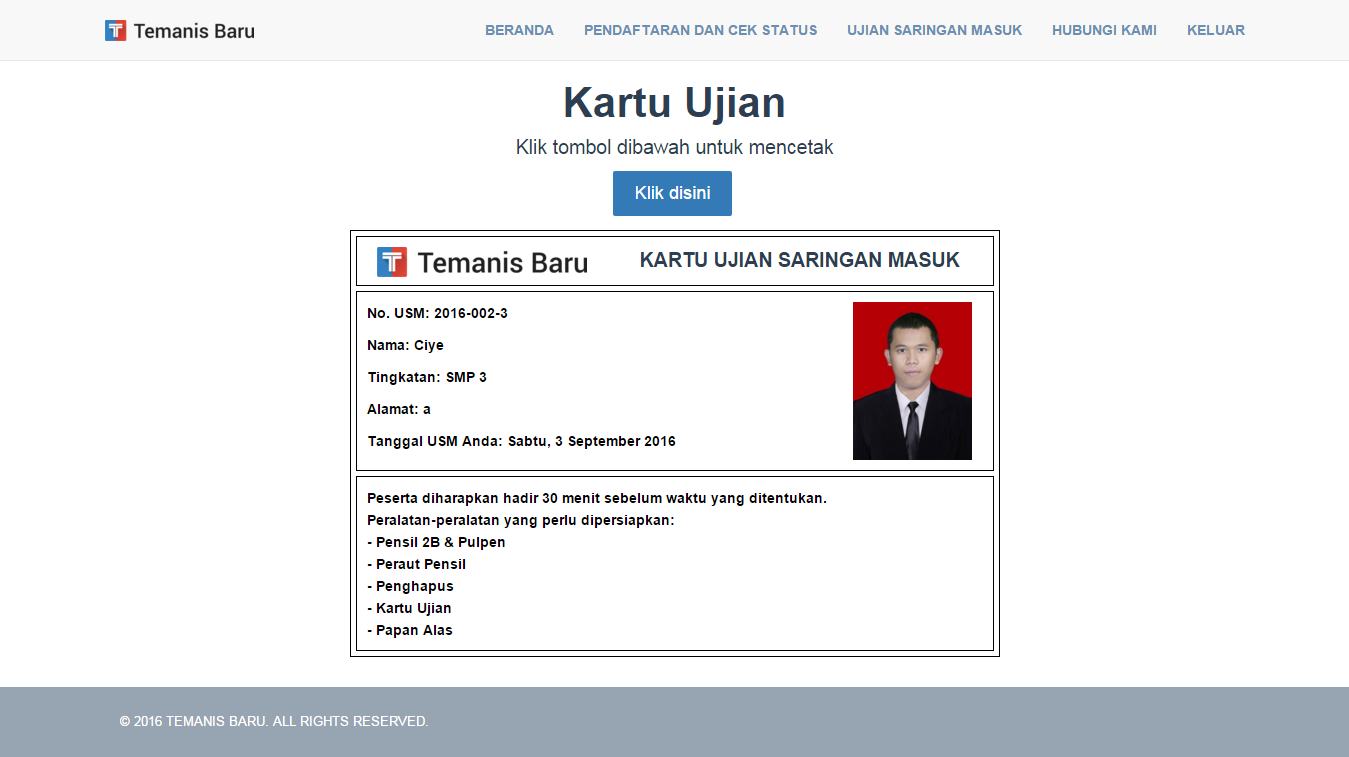 Temanis Baru
BERANDA PENDAFTARAN DAN CEK STATUS UJIAN SARINGAN MASUK HUBUNGI KAMI KELUAR
Kartu Ujian
Klik tombol dibawah untuk mencetak
Klik disini
Temanis Baru KARTU UJIAN SARINGAN MASUK
No. USM: 2016-002-3
Nama: Ciye
Tingkatan: SMP 3
Alamat: a
Tanggal USM Anda: Sabtu, 3 September 2016
Peserta diharapkan hadir 30 menit sebelum waktu yang ditentukan.
Peralatan-peralatan yang perlu dipersiapkan:
- Pensil 2B & Pulpen
- Peraut Pensil
- Penghapus
- Kartu Ujian
- Papan Alas
© 2016 TEMANIS BARU. ALL RIGHTS RESERVED.